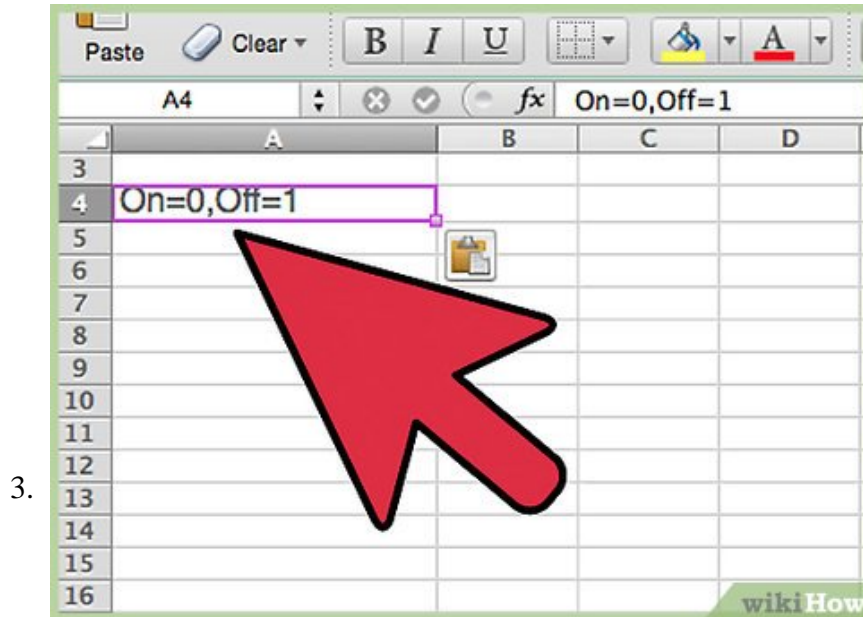 Paste Clear B I U A
A4 fx On=0,Off=1
A B C D
3
4 On=0,Off=1
5
6
7
8
9
10
11
12
3. 13
14
15
16
wikiHow